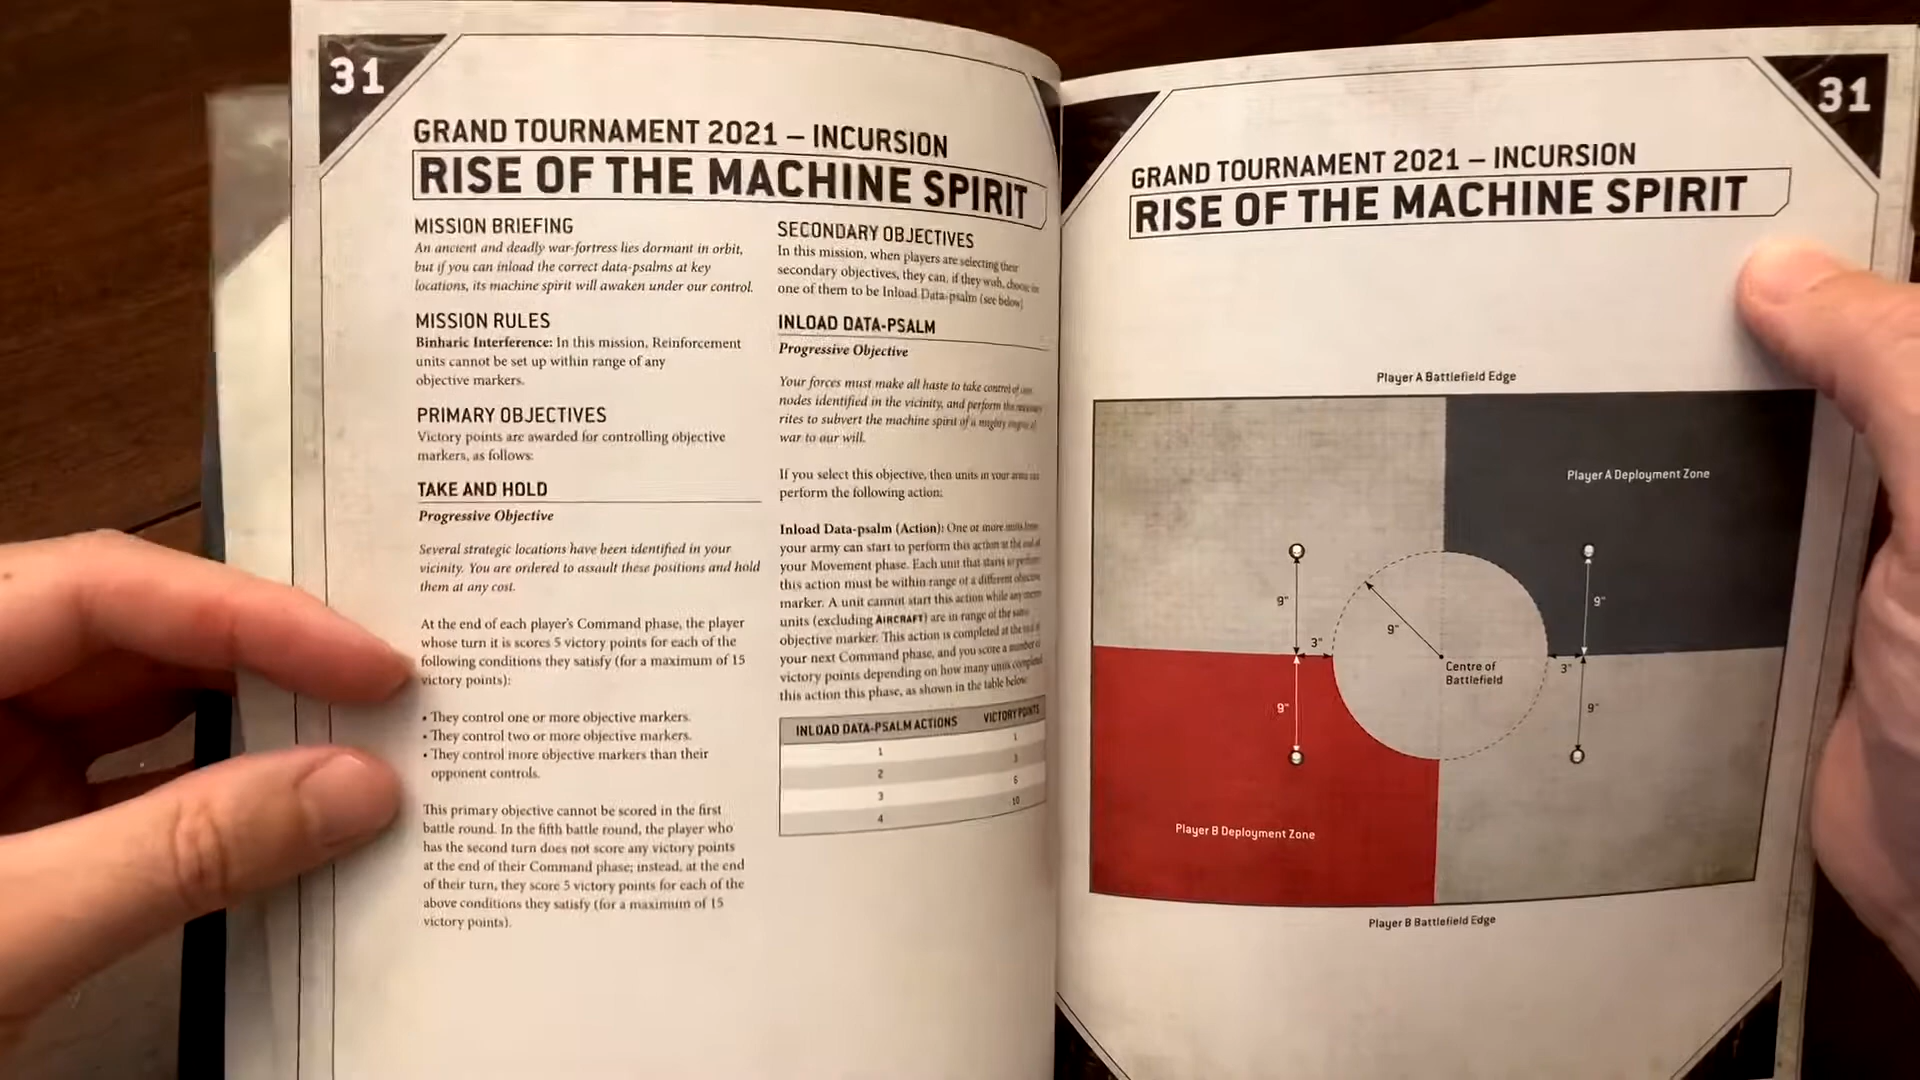 31
GRAND TOURNAMENT 2021 – INCURSION
RISE OF THE MACHINE SPIRIT
MISSION BRIEFING
An ancient and deadly war-fortress lies dormant in orbit,
but if you can inload the correct data-psalms at key
locations, its machine spirit will awaken under our control.
MISSION RULES
Binharic Interference: In this mission, Reinforcement
units cannot be set up within range of any
objective markers.
PRIMARY OBJECTIVES
Victory points are awarded for controlling objective
markers, as follows:
TAKE AND HOLD
Progressive Objective
Several strategic locations have been identified in your
vicinity. You are ordered to assault these positions and hold
them at any cost.
At the end of each player's Command phase, the player
whose turn it is scores 5 victory points for each of the
following conditions they satisfy (for a maximum of 15
victory points):
• They control one or more objective markers.
• They control two or more objective markers.
• They control more objective markers than their
opponent controls.
This primary objective cannot be scored in the first
battle round. In the fifth battle round, the player who
has the second turn does not score any victory points
at the end of their Command phase; instead, at the end
of their turn, they score 5 victory points for each of the
above conditions they satisfy (for a maximum of 15
victory points).
SECONDARY OBJECTIVES
In this mission, when players are selecting their
secondary objectives, they can, if they wish, choose
one of them to be Inload Data-psalm (see below)
INLOAD DATA-PSALM
Progressive Objective
Your forces must make all haste to take control of
nodes identified in the vicinity, and perform the
rites to subvert the machine spirit of a mighty engine of
war to our will.
If you select this objective, then units in your army can
perform the following action:
Inload Data-psalm (Action): One or more units from
your army can start to perform this action at the end of
your Movement phase. Each unit that starts to perform
this action must be within range of a different objective
marker. A unit cannot start this action while any enemy
units (excluding AIRCRAFT) are in range of the same
objective marker. This action is completed at the end of
your next Command phase, and you score a number of
victory points depending on how many units completed
this action this phase, as shown in the table below.
INLOAD DATA-PSALM ACTIONS VICTORY POINTS
1 1
2 3
3 6
4 10
31
GRAND TOURNAMENT 2021 – INCURSION
RISE OF THE MACHINE SPIRIT
Player A Battlefield Edge
Player A Deployment Zone
9"
9"
9"
3"
3"
Centre of
Battlefield
9"
9"
Player B Deployment Zone
Player B Battlefield Edge